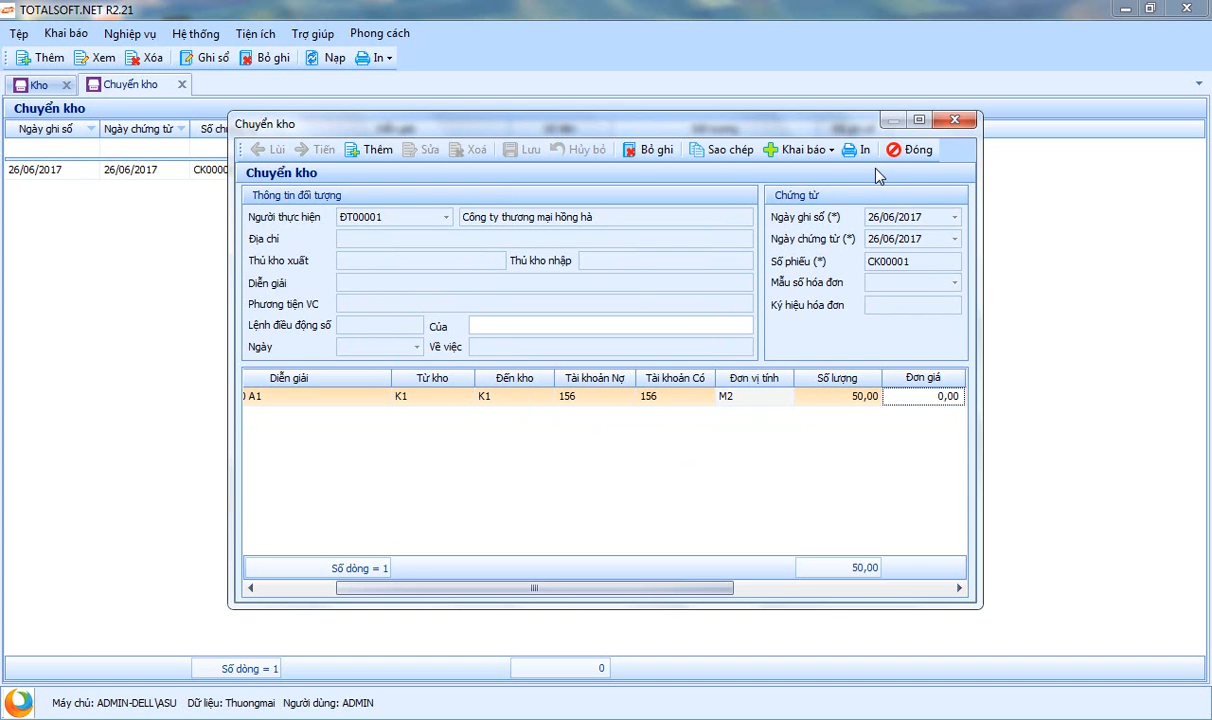 TOTALSOFT.NET R2.21
Tệp Khai báo Nghiệp vụ Hệ thống Tiện ích Trợ giúp Phong cách
Thêm Xem Xóa Ghi sổ Bỏ ghi Nạp In
Kho Chuyển kho
Chuyển kho
Ngày ghi sổ Ngày chứng từ Số ch
26/06/2017 26/06/2017 CK0000
Chuyển kho
Lùi Tiến Thêm Sửa Xoá Lưu Hủy bỏ Bỏ ghi Sao chép Khai báo In Đóng
Chuyển kho
Thông tin đối tượng
Người thực hiện ĐT00001 Công ty thương mại hồng hà
Địa chỉ
Thủ kho xuất Thủ kho nhập
Diễn giải
Phương tiện VC
Lệnh điều động số Của
Ngày Về việc
Chứng từ
Ngày ghi sổ (*) 26/06/2017
Ngày chứng từ (*) 26/06/2017
Số phiếu (*) CK00001
Mẫu số hóa đơn
Ký hiệu hóa đơn
Diễn giải Từ kho Đến kho Tài khoản Nợ Tài khoản Có Đơn vị tính Số lượng Đơn giá
A1 K1 K1 156 156 M2 50,00 0,00
Số dòng = 1 50,00
Số dòng = 1 0
Máy chủ: ADMIN-DELL\ASU Dữ liệu: Thuongmai Người dùng: ADMIN